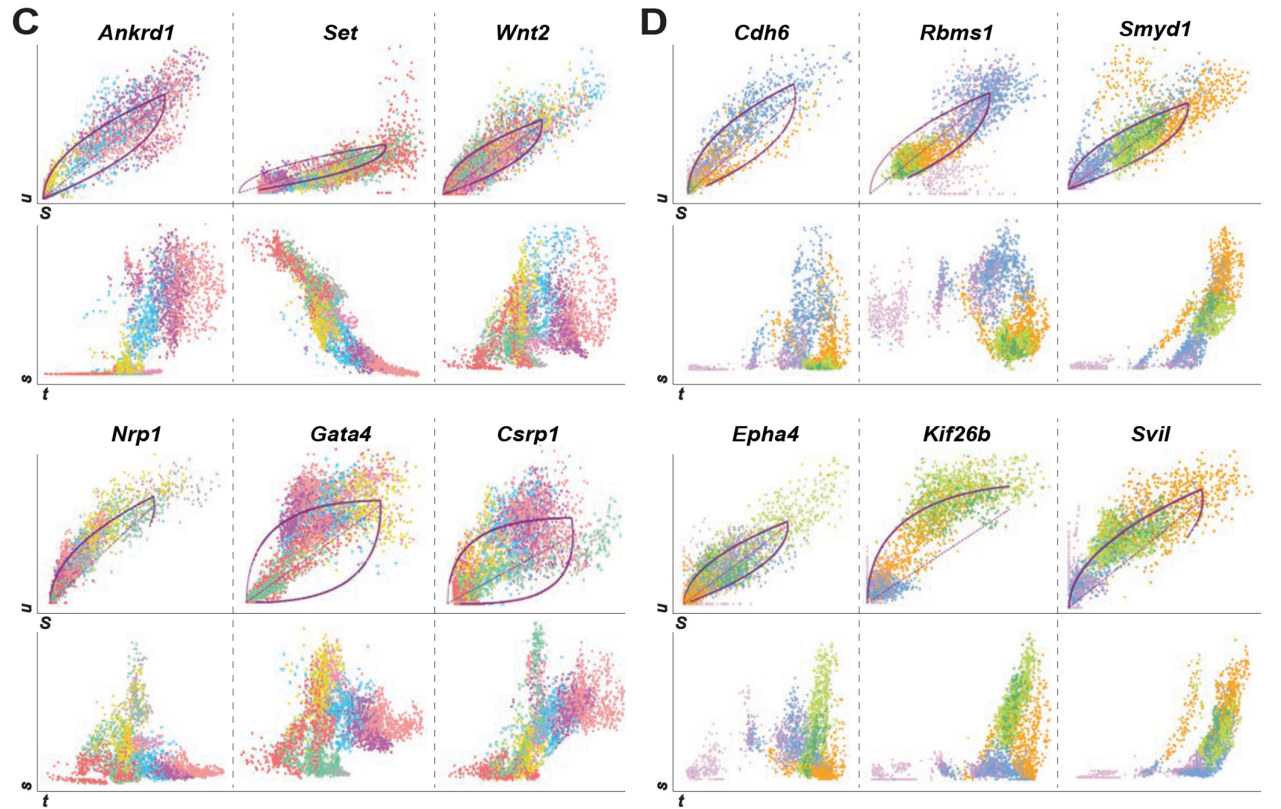 C D
Ankrd1 Set Wnt2 Cdh6 Rbms1 Smyd1
u u
S S
s s
t t
Nrp1 Gata4 Csrp1 Epha4 Kif26b Svil
u u
S S
s s
t t